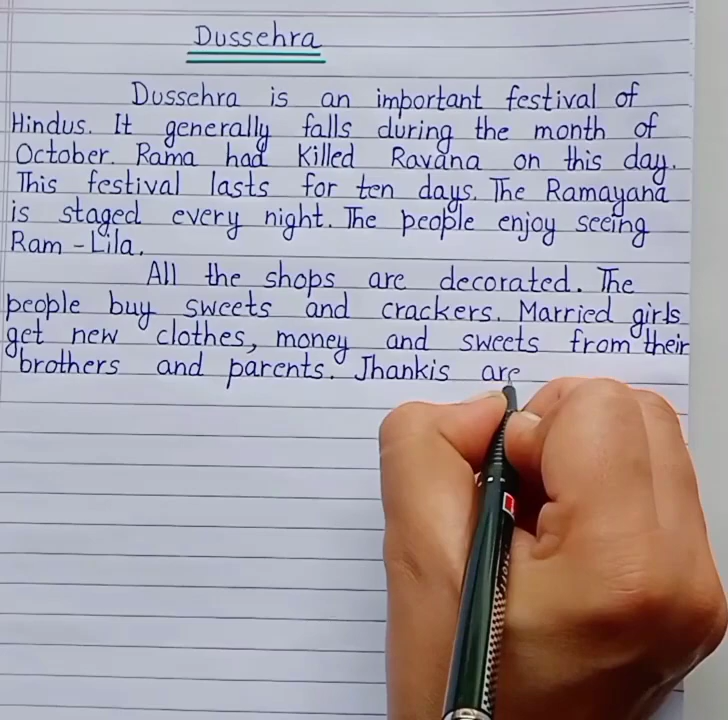 Dussehra
Dussehra is an important festival of
Hindus. It generally falls during the month of
October. Rama had Killed Ravana on this day.
This festival lasts for ten days. The Ramayana
is staged every night. The people enjoy seeing
Ram-Lila.
All the shops are decorated. The
people buy sweets and crackers. Married girls
get new clothes, money and sweets from their
brothers and parents. Jhankis are